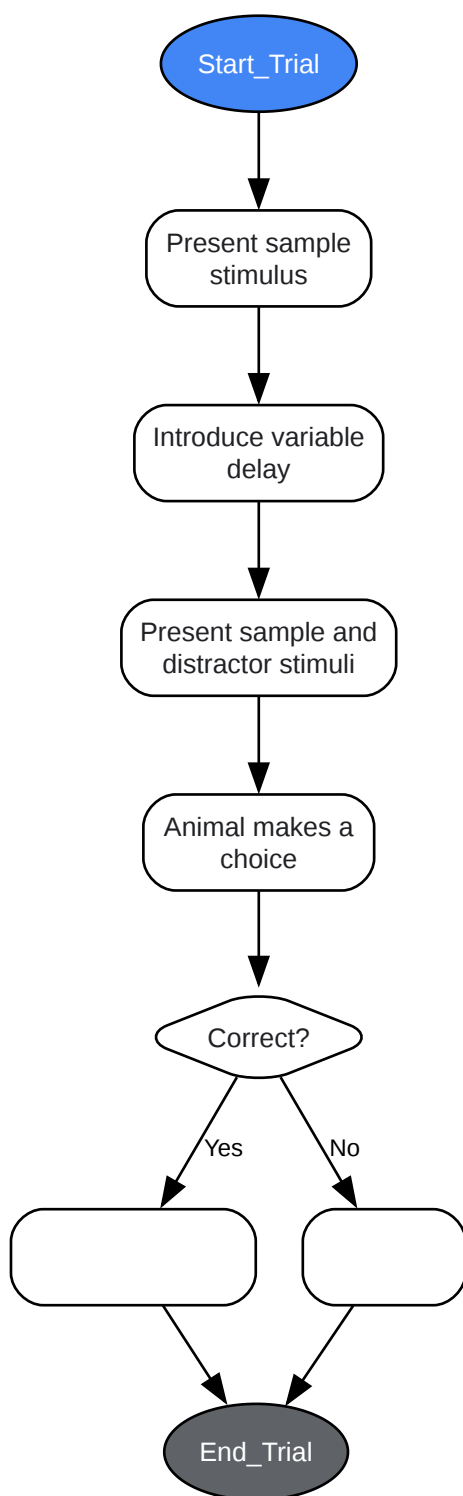 Start_Trial
Present sample
stimulus
Introduce variable
delay
Present sample and
distractor stimuli
Animal makes a
choice
Correct?
Yes
No
End_Trial